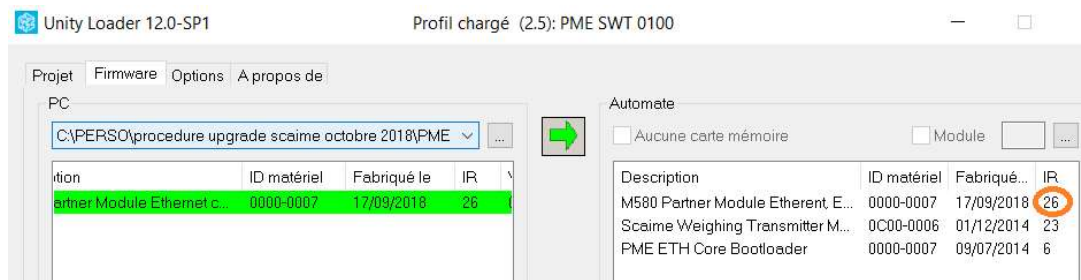 Unity Loader 12.0-SP1 Profil chargé (2.5): PME SWT 0100
Projet Firmware Options A propos de
PC
C:\PERSO\procedure upgrade scaime octobre 2018\PME ...
ition ID matériel Fabriqué le IR
artner Module Ethernet c... 0000-0007 17/09/2018 26
Automate
Aucune carte mémoire Module ...
Description ID matériel Fabriqué... IR
M580 Partner Module Etherent, E... 0000-0007 17/09/2018 26
Scaime Weighing Transmitter M... 0C00-0006 01/12/2014 23
PME ETH Core Bootloader 0000-0007 09/07/2014 6